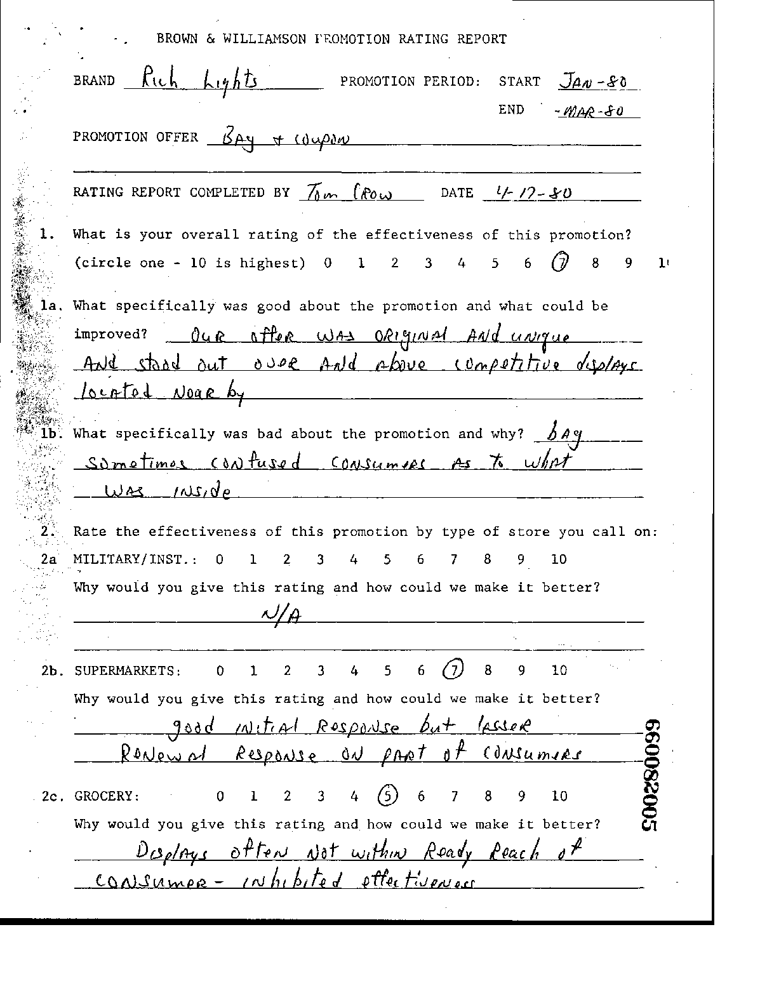 BROWN & WILLIAMSON PROMOTION RATING REPORT
BRAND Rich Lights PROMOTION PERIOD: START JAN-80
END -MAR-80
PROMOTION OFFER BAg + coupon
RATING REPORT COMPLETED BY Tom Crow DATE 4-17-80
1. What is your overall rating of the effectiveness of this promotion?
(circle one - 10 is highest) 0 1 2 3 4 5 6 7 8 9 1
1a. What specifically was good about the promotion and what could be
improved? Our offer was original and unique
And stood out over and above competitive displays
located near by
1b. What specifically was bad about the promotion and why? bag
sometimes confused consumers as to what
was inside
2. Rate the effectiveness of this promotion by type of store you call on:
2a MILITARY/INST.: 0 1 2 3 4 5 6 7 8 9 10
Why would you give this rating and how could we make it better?
N/A
2b. SUPERMARKETS: 0 1 2 3 4 5 6 7 8 9 10
Why would you give this rating and how could we make it better?
good initial response but lesser
Renewal response on part of consumers
2c. GROCERY: 0 1 2 3 4 5 6 7 8 9 10
Why would you give this rating and how could we make it better?
Displays often not within ready reach of
consumer - inhibited effectiveness
660082005